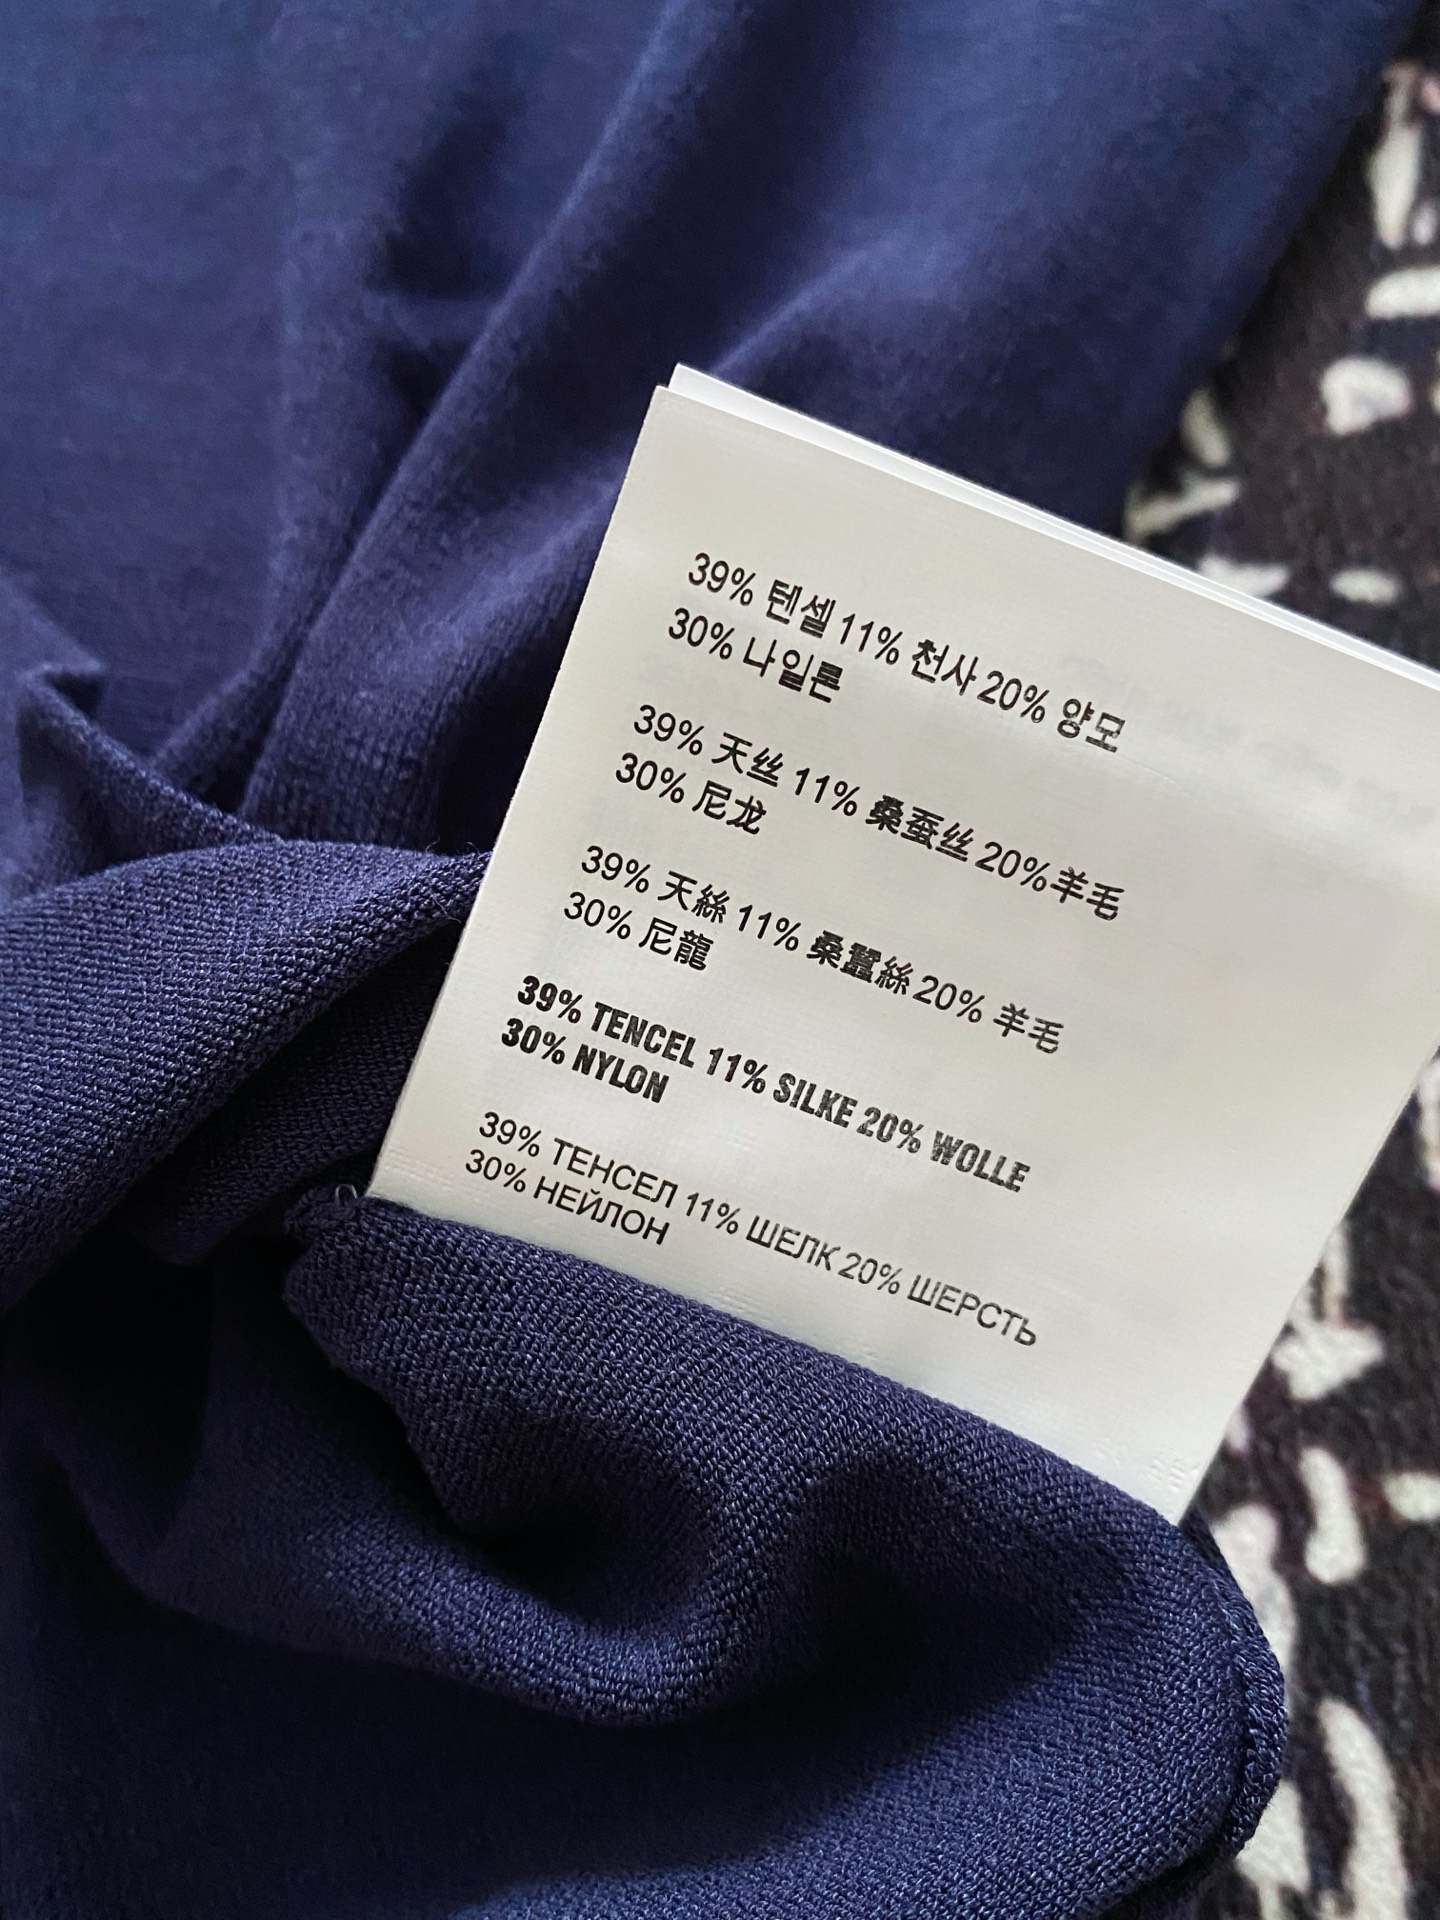 39% 텐셀 11% 천사 20% 양모
30% 나일론
39% 天丝 11% 桑蚕丝 20%羊毛
30% 尼龙
39% 天絲 11% 桑蠶絲 20% 羊毛
30% 尼龍
39% TENCEL 11% SILKE 20% WOLLE
30% NYLON
39% ТЕНСЕЛ 11% ШЕЛК 20% ШЕРСТЬ
30% НЕЙЛОН